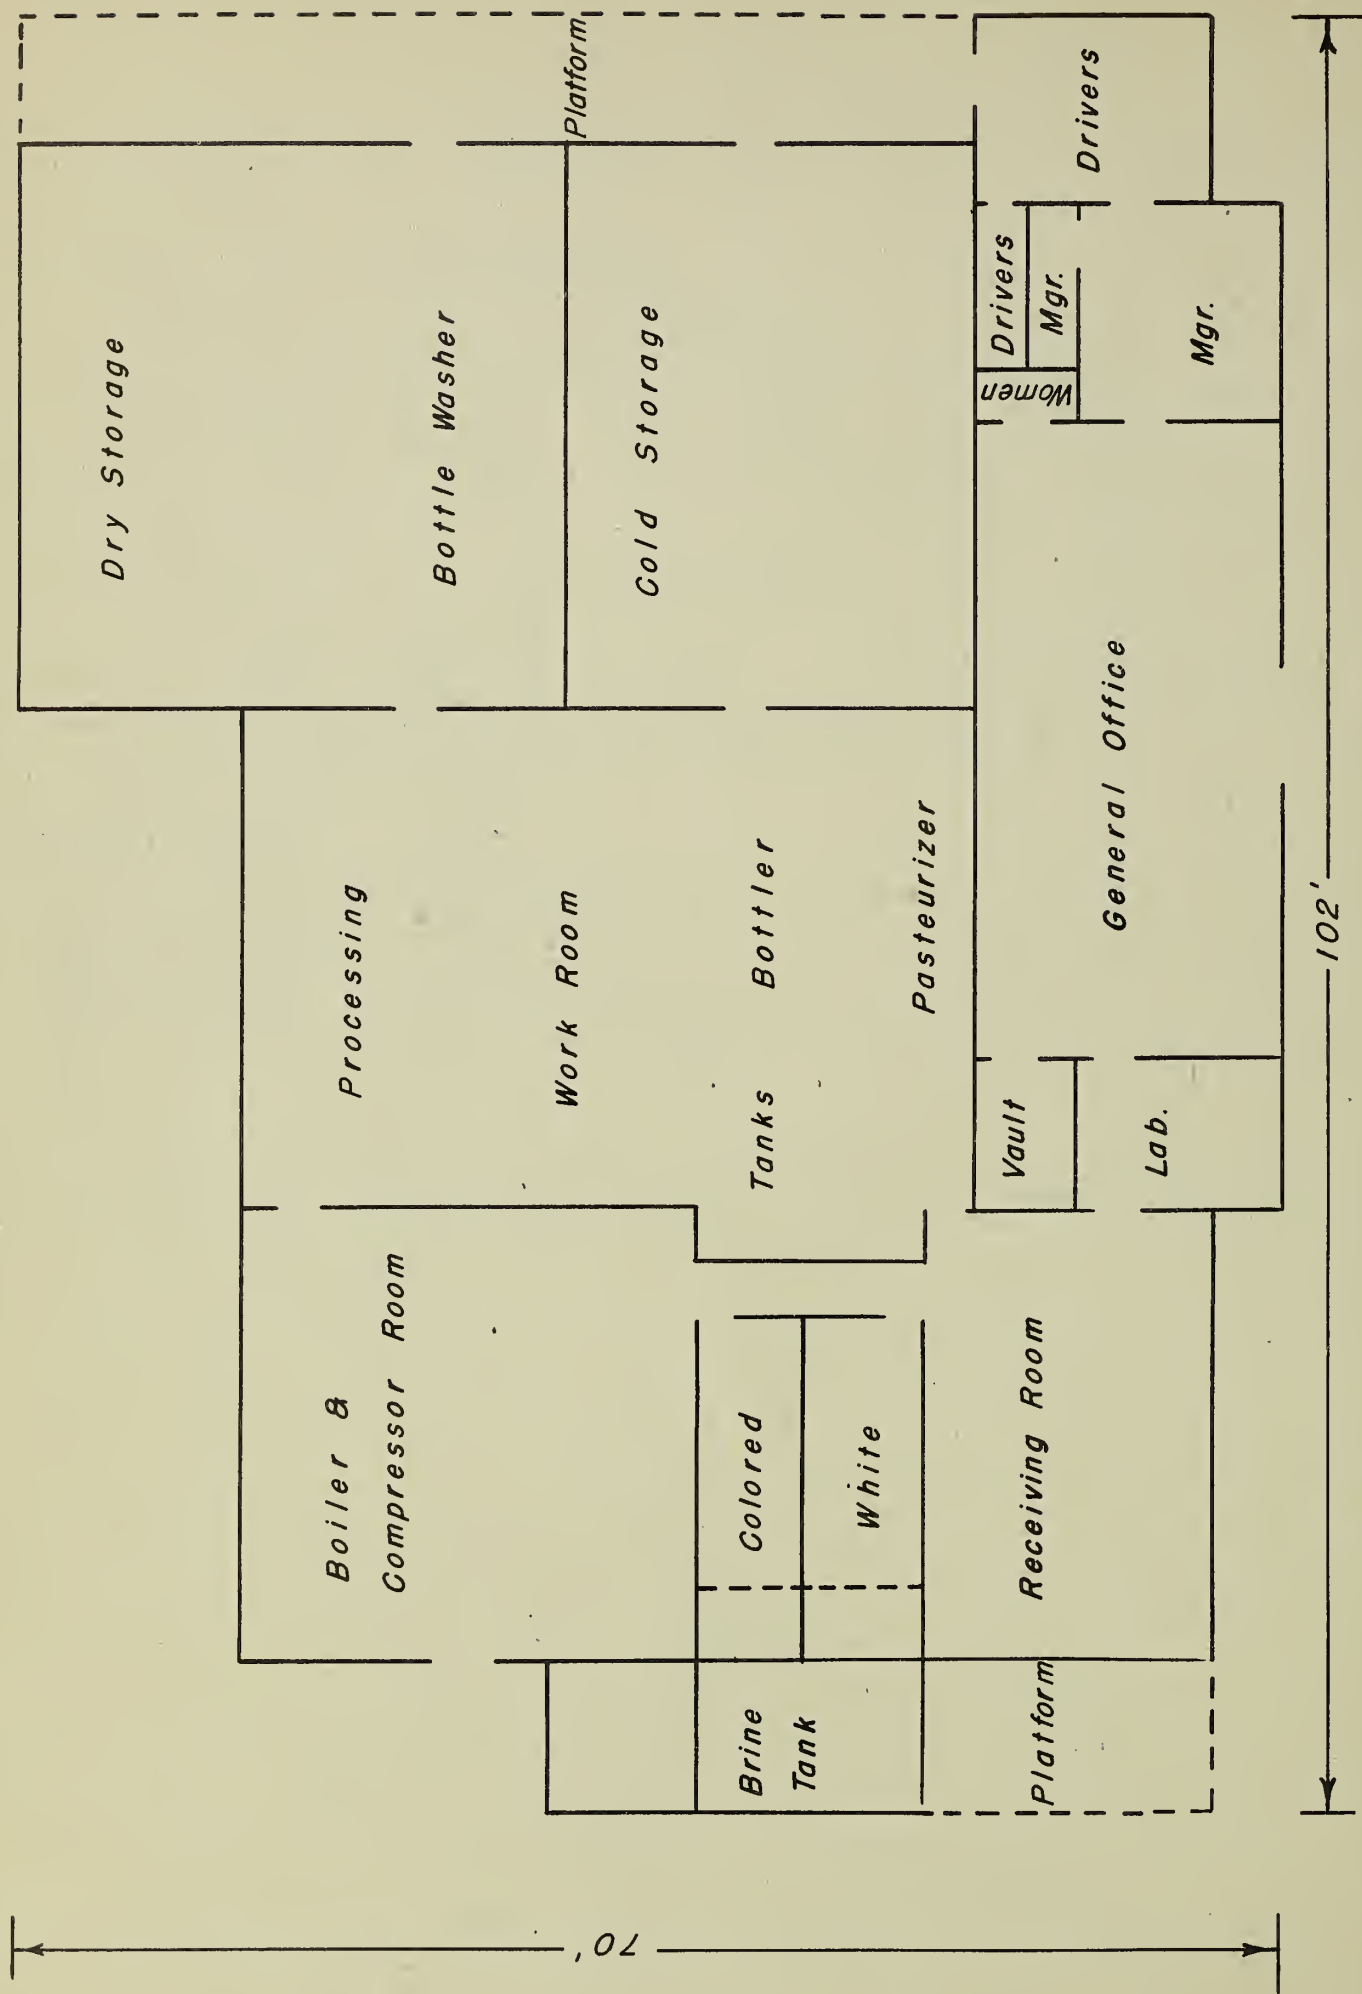 Dry Storage
Bottle Washer
Platform
Cold Storage
Processing
Work Room
Tanks Bottler
Pasteurizer
Boiler &
Compressor Room
Colored
White
Brine
Tank
Receiving Room
Platform
Vault
Lab.
General Office
Women
Drivers
Mgr.
Mgr.
Drivers
102'
70'